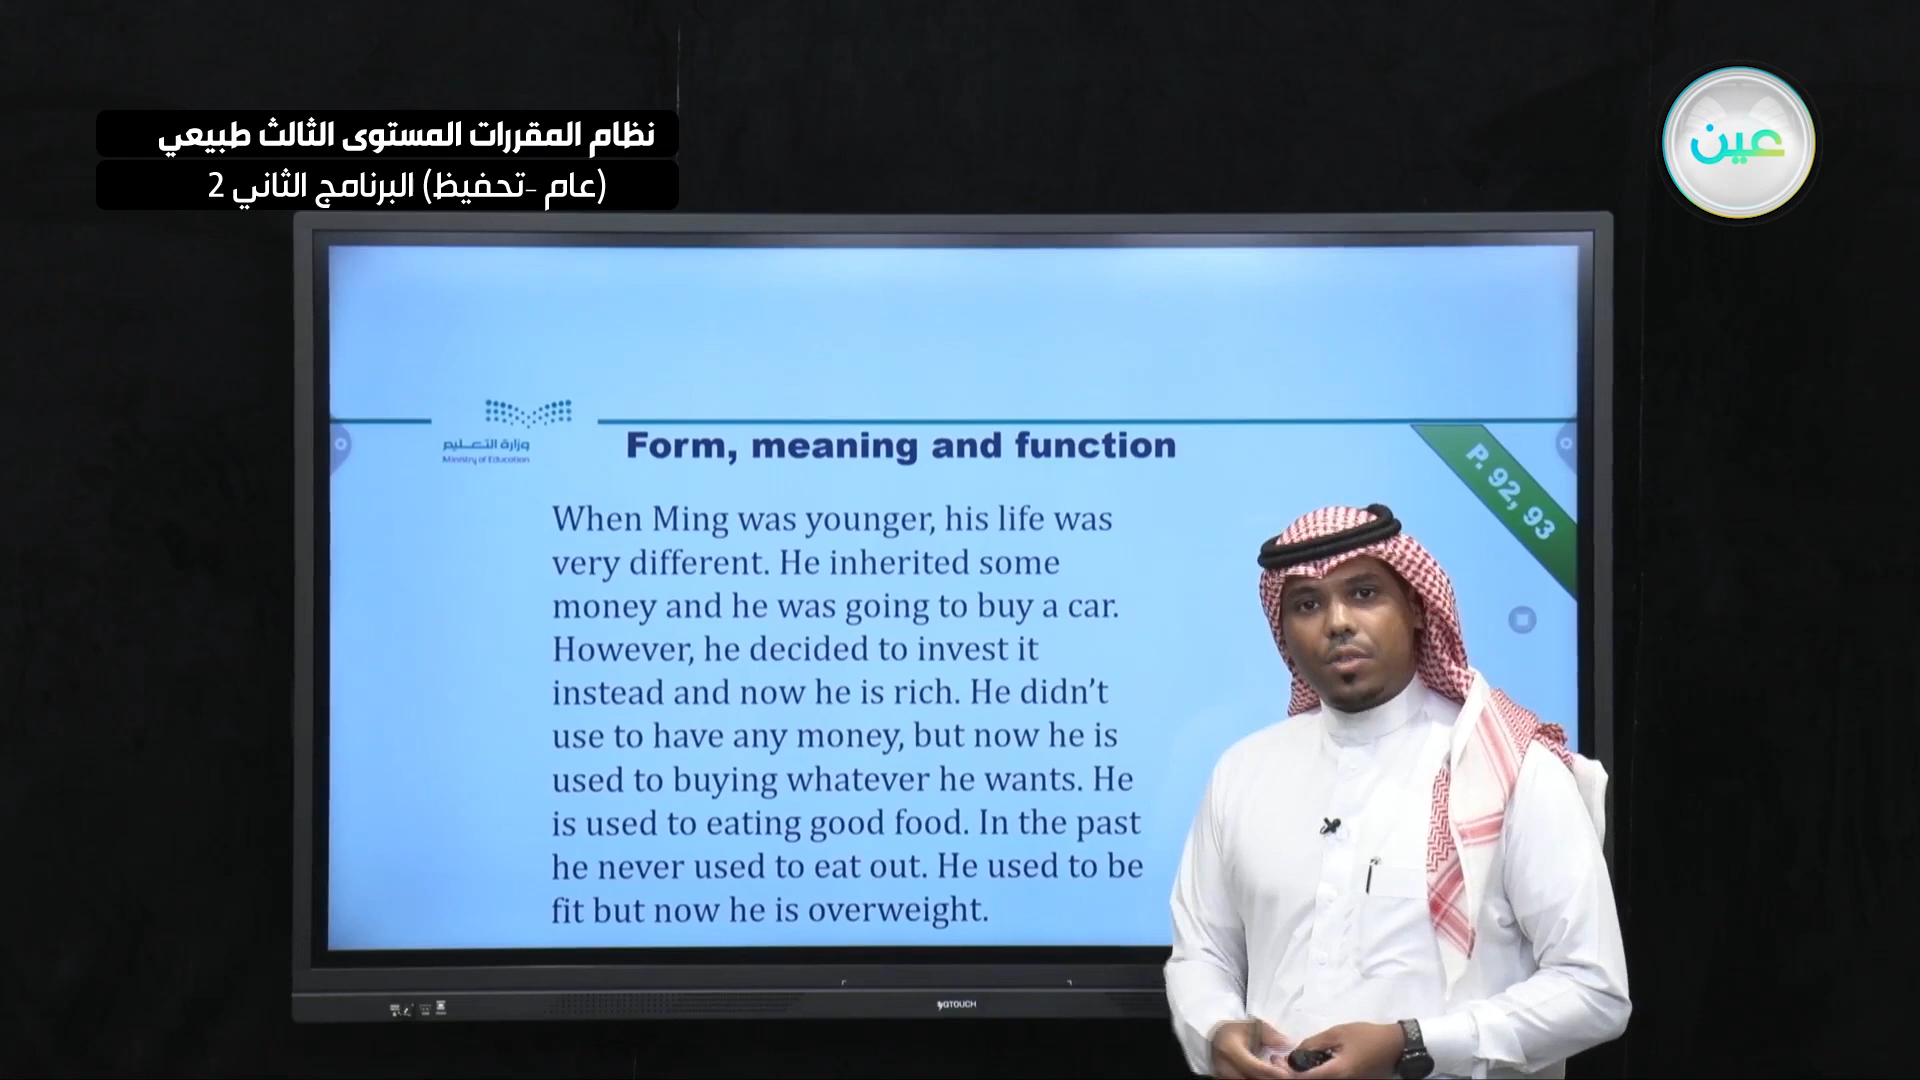 نظام المقررات المستوى الثالث طبيعي
(عام -تحفيظ) البرنامج الثاني 2
عين
وزارة التعليم
Ministry of Education
Form, meaning and function
P. 92, 93
When Ming was younger, his life was
very different. He inherited some
money and he was going to buy a car.
However, he decided to invest it
instead and now he is rich. He didn’t
use to have any money, but now he is
used to buying whatever he wants. He
is used to eating good food. In the past
he never used to eat out. He used to be
fit but now he is overweight.